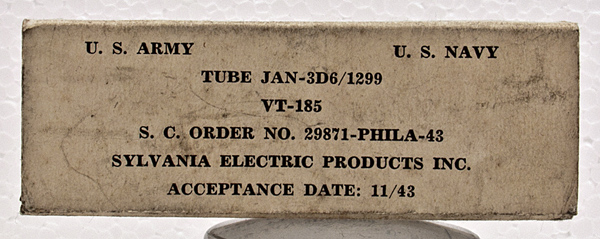 U. S. ARMY U. S. NAVY
TUBE JAN-3D6/1299
VT-185
S. C. ORDER NO. 29871-PHILA-43
SYLVANIA ELECTRIC PRODUCTS INC.
ACCEPTANCE DATE: 11/43